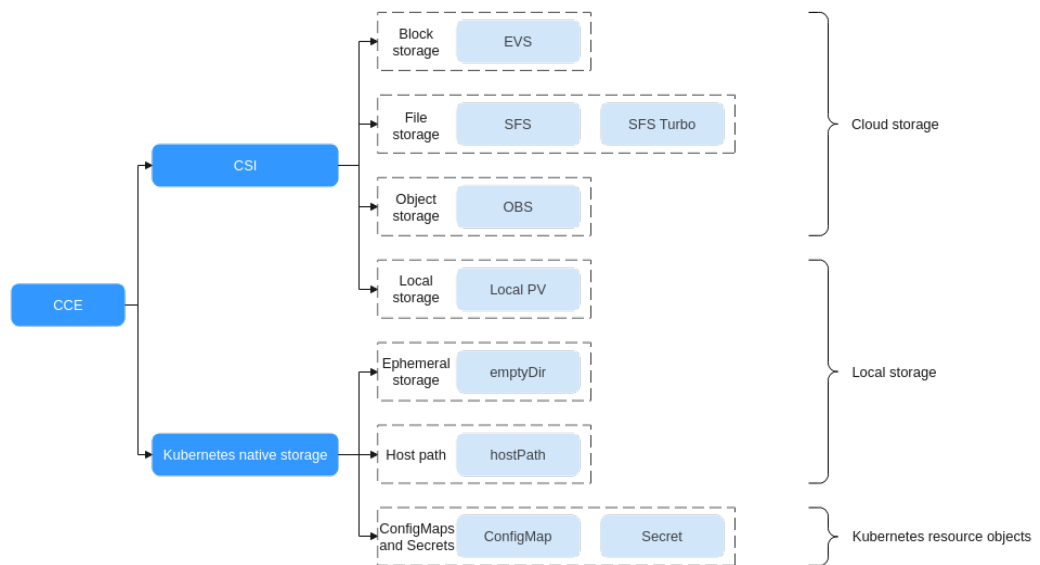 Block
storage
EVS
File
storage
SFS
SFS Turbo
Cloud storage
CSI
Object
storage
OBS
Local
storage
Local PV
CCE
Ephemeral
storage
emptyDir
Local storage
Kubernetes native storage
Host path
hostPath
ConfigMaps
and Secrets
ConfigMap
Secret
Kubernetes resource objects